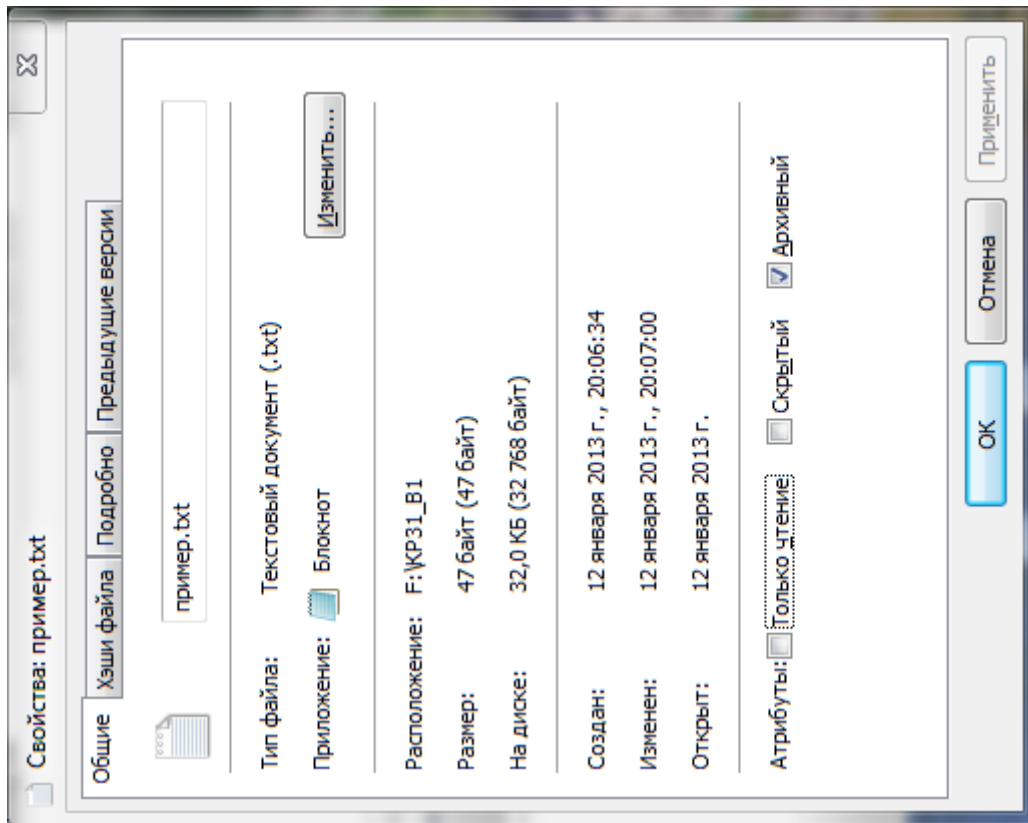 Свойства: пример.txt
Общие Хэши файла Подробно Предыдущие версии
пример.txt
Тип файла: Текстовый документ (.txt)
Приложение: Блокнот Изменить...
Расположение: F:\KP31_B1
Размер: 47 байт (47 байт)
На диске: 32,0 КБ (32 768 байт)
Создан: 12 января 2013 г., 20:06:34
Изменен: 12 января 2013 г., 20:07:00
Открыт: 12 января 2013 г.
Атрибуты: Только чтение Скрытый Архивный
ОК Отмена Применить